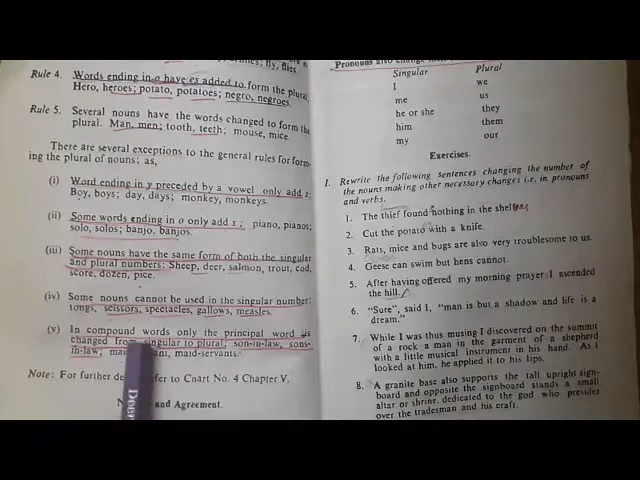 flies; fly, flies.
Rule 4. Words ending in o have es added to form the plural.
Hero, heroes; potato, potatoes; negro, negroes.
Rule 5. Several nouns have the words changed to form the
plural. Man, men; tooth, teeth; mouse, mice.
There are several exceptions to the general rules for form-
ing the plural of nouns; as,
(i) Word ending in y preceded by a vowel only add s;
Boy, boys; day, days; monkey, monkeys.
(ii) Some words ending in o only add s; piano, pianos;
solo, solos; banjo, banjos.
(iii) Some nouns have the same form of both the singular
and plural numbers: Sheep, deer, salmon, trout, cod,
score, dozen, pice.
(iv) Some nouns cannot be used in the singular number:
tongs, scissors, spectacles, gallows, measles.
(v) In compound words only the principal word is
changed from singular to plural, son-in-law, sons-
in-law; maid-servants.
Note: For further refer to Chart No. 4 Chapter V.
and Agreement.
Pronouns also change
Singular Plural
I we
me us
he or she they
him them
my our
Exercises.
1. Rewrite the following sentences changing the number of
the nouns making other necessary changes i.e. in pronouns
and verbs.
1. The thief found nothing in the
2. Cut the potato with a knife.
3. Rats, mice and bugs are also very troublesome to us.
4. Geese can swim but hens cannot.
5. After having offered my morning prayer I ascended
the hill.
6. "Sure", said I, "man is but a shadow and life is a
dream."
7. While I was thus musing I discovered on the summit
of a rock a man in the garment of a shepherd
with a little musical instrument in his hand. As I
looked at him, he applied it to his lips.
8. A granite base also supports the tall upright sign-
board and opposite the signboard stands a small
altar or shrine, dedicated to the god who presides
over the tradesman and his craft.
Deer